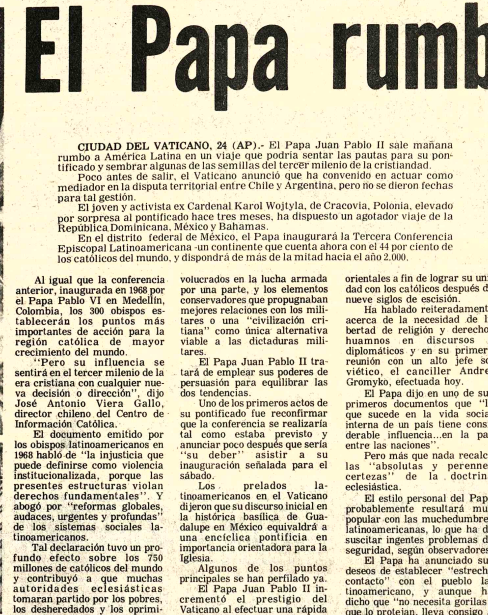 El Papa rumb
CIUDAD DEL VATICANO, 24 (AP).- El Papa Juan Pablo II sale mañana
rumbo a América Latina en un viaje que podría sentar las pautas para su pon-
tificado y sembrar algunas de las semillas del tercer milenio de la cristiandad.
Poco antes de salir, el Vaticano anunció que ha convenido en actuar como
mediador en la disputa territorial entre Chile y Argentina, pero no se dieron fechas
para tal gestión.
El joven y activista ex Cardenal Karol Wojtyla, de Cracovia, Polonia, elevado
por sorpresa al pontificado hace tres meses, ha dispuesto un agotador viaje de la
República Dominicana, México y Bahamas.
En el distrito federal de México, el Papa inaugurará la Tercera Conferencia
Episcopal Latinoamericana -un continente que cuenta ahora con el 44 por ciento de
los católicos del mundo, y dispondrá de más de la mitad hacia el año 2,000.
Al igual que la conferencia
anterior, inaugurada en 1968 por
el Papa Pablo VI en Medellín,
Colombia, los 300 obispos es-
tablecerán los puntos más
importantes de acción para la
región católica de mayor
crecimiento del mundo.
"Pero su influencia se
sentirá en el tercer milenio de la
era cristiana con cualquier nue-
va decisión o dirección", dijo
José Antonio Viera Gallo,
director chileno del Centro de
Información Católica.
El documento emitido por
los obispos latinoamericanos en
1968 habló de "la injusticia que
puede definirse como violencia
institucionalizada, porque las
presentes estructuras violan
derechos fundamentales". Y
abogó por "reformas globales,
audaces, urgentes y profundas"
de los sistemas sociales la-
tinoamericanos.
Tal declaración tuvo un pro-
fundo efecto sobre los 750
millones de católicos del mundo
y contribuyó a que muchas
autoridades eclesiásticas
tomaran partido por los pobres,
los desheredados y los oprimi-
volucrados en la lucha armada
por una parte, y los elementos
conservadores que propugnaban
mejores relaciones con los mili-
tares o una "civilización cri-
tiana" como único alternativa
viable a las dictaduras mili-
tares.
El Papa Juan Pablo II tra-
tará de emplear sus poderes de
persuasión para equilibrar las
dos tendencias.
Uno de los primeros actos de
su pontificado fue reconfirmar
que la conferencia se realizaría
tal como estaba previsto y
anunciar poco después que sería
"su deber" asistir a su
inauguración señalada para el
sábado.
Los prelados la-
tinoamericanos en el Vaticano
dijeron que su discurso inicial en
la histórica basílica de Gua-
dalupe en México equivaldrá a
una encíclica pontificia en
importancia orientadora para la
Iglesia.
Algunos de los puntos
principales se han perfilado ya.
El Papa Juan Pablo II in-
crementó el prestigio del
Vaticano al efectuar una rápida
orientales a fin de lograr su uni
dad con los católicos después d
nueve siglos de escisión.
Ha hablado reiteradament
acerca de la necesidad de li
bertad de religión y derecho
huamnos en discursos
diplomáticos y en su primer
reunión con un alto jefe so
viético, el canciller Andre
Gromyko, efectuada hoy.
El Papa dijo en uno de su
primeros documentos que "l
que sucede en la vida socia
interna de un país tiene cons
derable influencia...en la pa
entre las naciones".
Pero más que nada recalc
las "absolutas y perenne
certezas" de la doctrin
eclesiástica.
El estilo personal del Pap
probablemente resultará mu
popular con las muchedumbre
latinoamericanas, lo que ha d
suscitar ingentes problemas d
seguridad, según observadores
El Papa ha anunciado su
deseos de establecer "estrech
contacto" con el pueblo la
tinoamericano, y aunque h
dicho que "no necesita gorilas
que lo protejan, lleva consigo